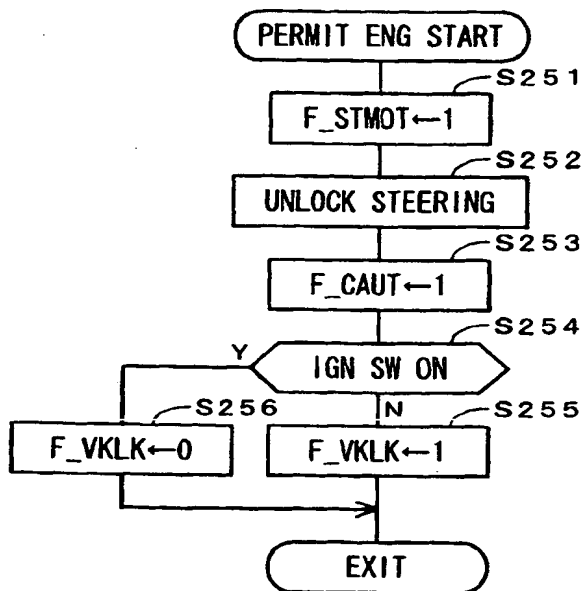 PERMIT ENG START
S251
F_STMOT←1
S252
UNLOCK STEERING
S253
F_CAUT←1
S254
Y
IGN SW ON
S256
N
S255
F_VKLK←0
F_VKLK←1
EXIT